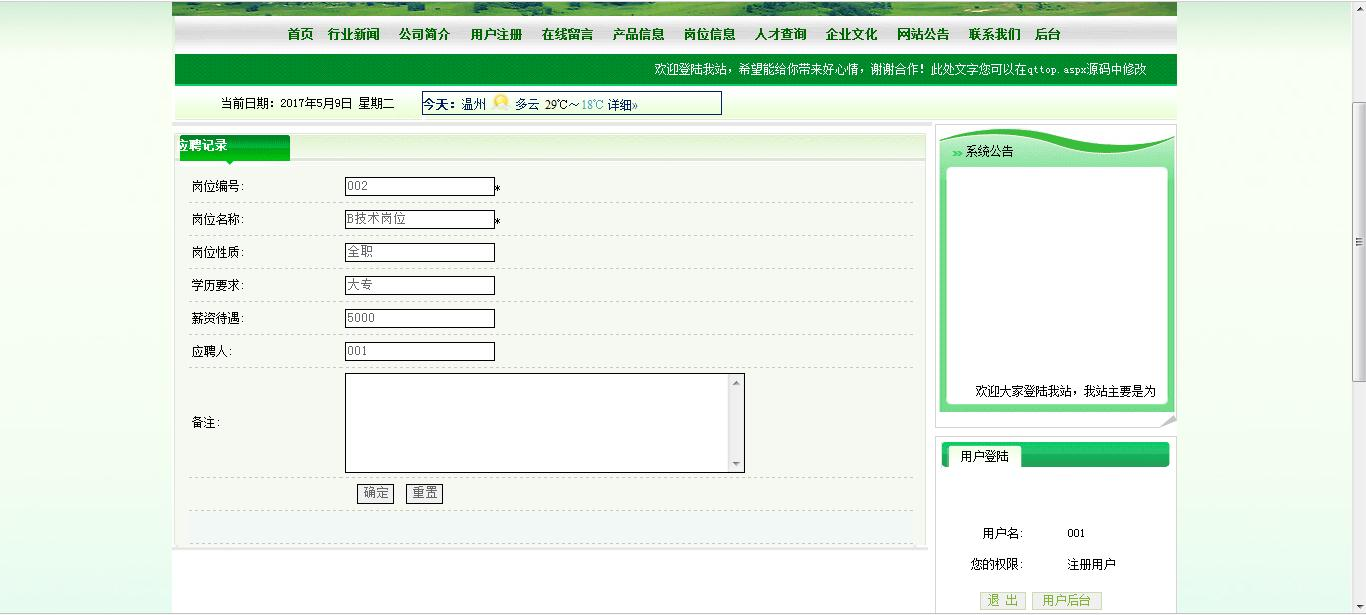 首页 行业新闻 公司简介 用户注册 在线留言 产品信息 岗位信息 人才查询 企业文化 网站公告 联系我们 后台
欢迎登陆我站，希望能给你带来好心情，谢谢合作！此处文字您可以在qttop.aspx源码中修改
当前日期：2017年5月9日 星期二 今天：温州 多云 29℃～18℃ 详细»
应聘记录
岗位编号： 002 *
岗位名称： B技术岗位 *
岗位性质： 全职
学历要求： 大专
薪资待遇： 5000
应聘人： 001
备注：
确定 重置
系统公告
欢迎大家登陆我站，我站主要是为
用户登陆
用户名： 001
您的权限： 注册用户
退 出 用户后台